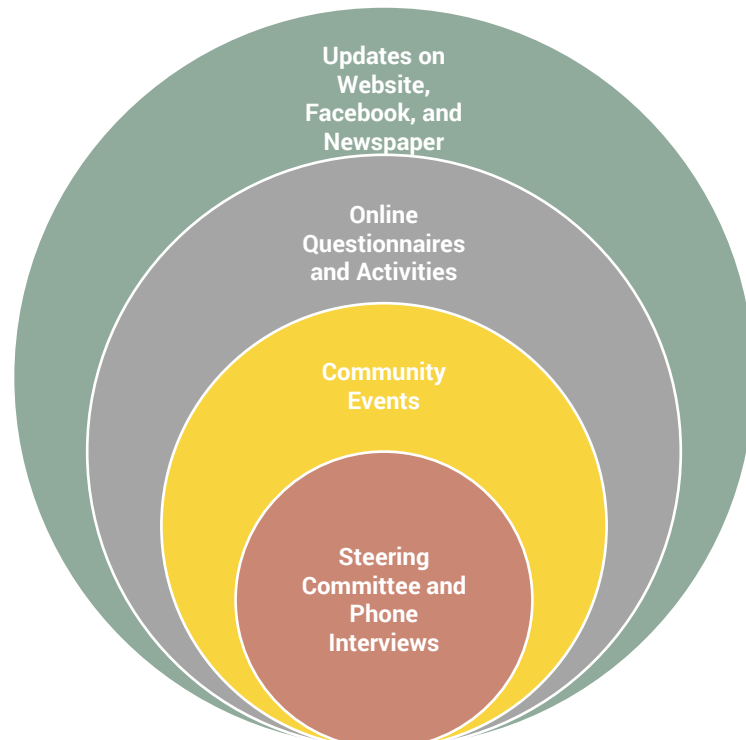 Updates on
Website,
Facebook, and
Newspaper
Online
Questionnaires
and Activities
Community
Events
Steering
Committee and
Phone
Interviews